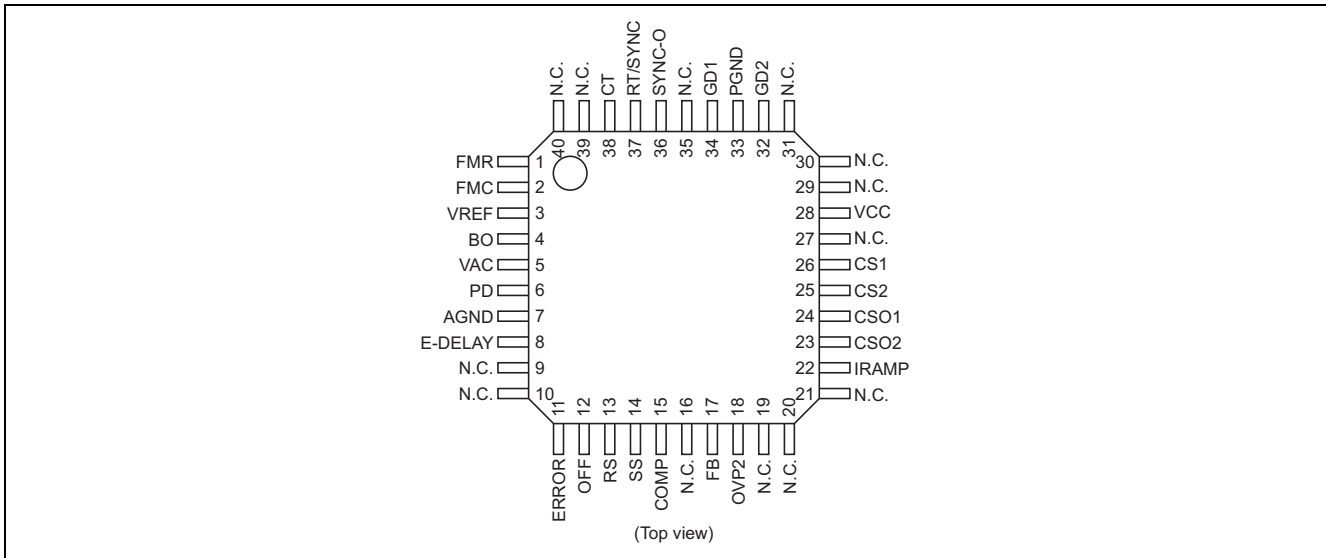 N.C.
N.C.
CT
RT/SYNC
SYNC-O
N.C.
GD1
PGND
GD2
N.C.
40
39
38
37
36
35
34
33
32
31
FMR 1
FMC 2
VREF 3
BO 4
VAC 5
PD 6
AGND 7
E-DELAY 8
N.C. 9
N.C. 10
30 N.C.
29 N.C.
28 VCC
27 N.C.
26 CS1
25 CS2
24 CSO1
23 CSO2
22 IRAMP
21 N.C.
11
12
13
14
15
16
17
18
19
20
ERROR
OFF
RS
SS
COMP
N.C.
FB
OVP2
N.C.
N.C.
(Top view)